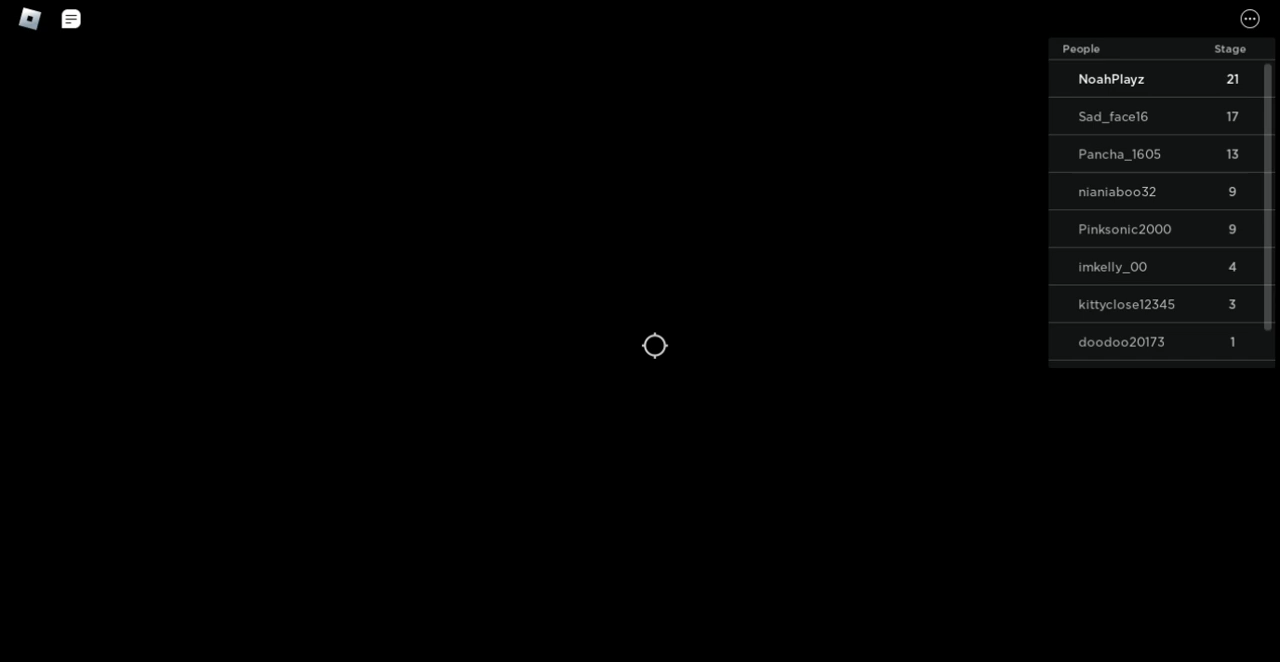 People Stage
NoahPlayz 21
Sad_face16 17
Pancha_1605 13
nianiaboo32 9
Pinksonic2000 9
imkelly_00 4
kittyclose12345 3
doodoo20173 1